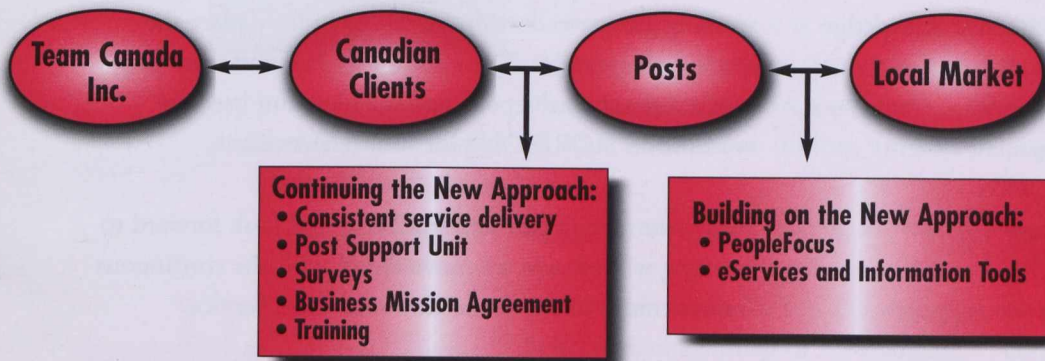 Team Canada
Inc.
Canadian
Clients
Posts
Local Market
Continuing the New Approach:
• Consistent service delivery
• Post Support Unit
• Surveys
• Business Mission Agreement
• Training
Building on the New Approach:
• PeopleFocus
• eServices and Information Tools